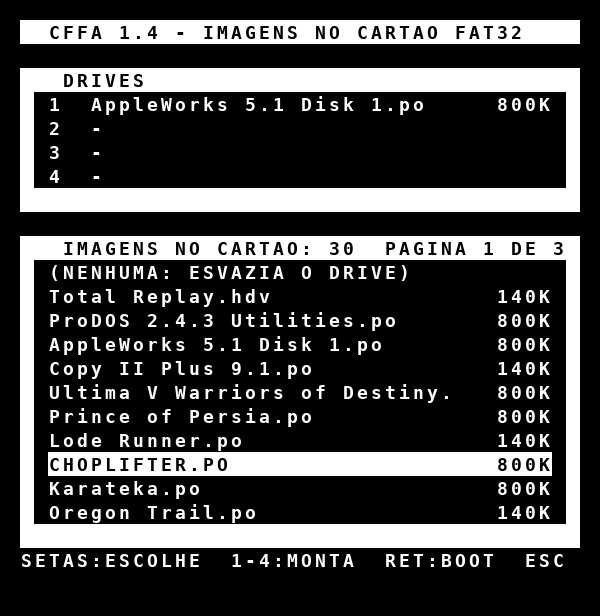 CFFA 1.4 - IMAGENS NO CARTAO FAT32
DRIVES
1  AppleWorks 5.1 Disk 1.po  800K
2  -
3  -
4  -
IMAGENS NO CARTAO: 30  PAGINA 1 DE 3
(NENHUMA: ESVAZIA O DRIVE)
Total Replay.hdv  140K
ProDOS 2.4.3 Utilities.po  800K
AppleWorks 5.1 Disk 1.po  800K
Copy II Plus 9.1.po  140K
Ultima V Warriors of Destiny.  800K
Prince of Persia.po  800K
Lode Runner.po  140K
CHOPLIFTER.PO  800K
Karateka.po  800K
Oregon Trail.po  140K
SETAS:ESCOLHE  1-4:MONTA  RET:BOOT  ESC